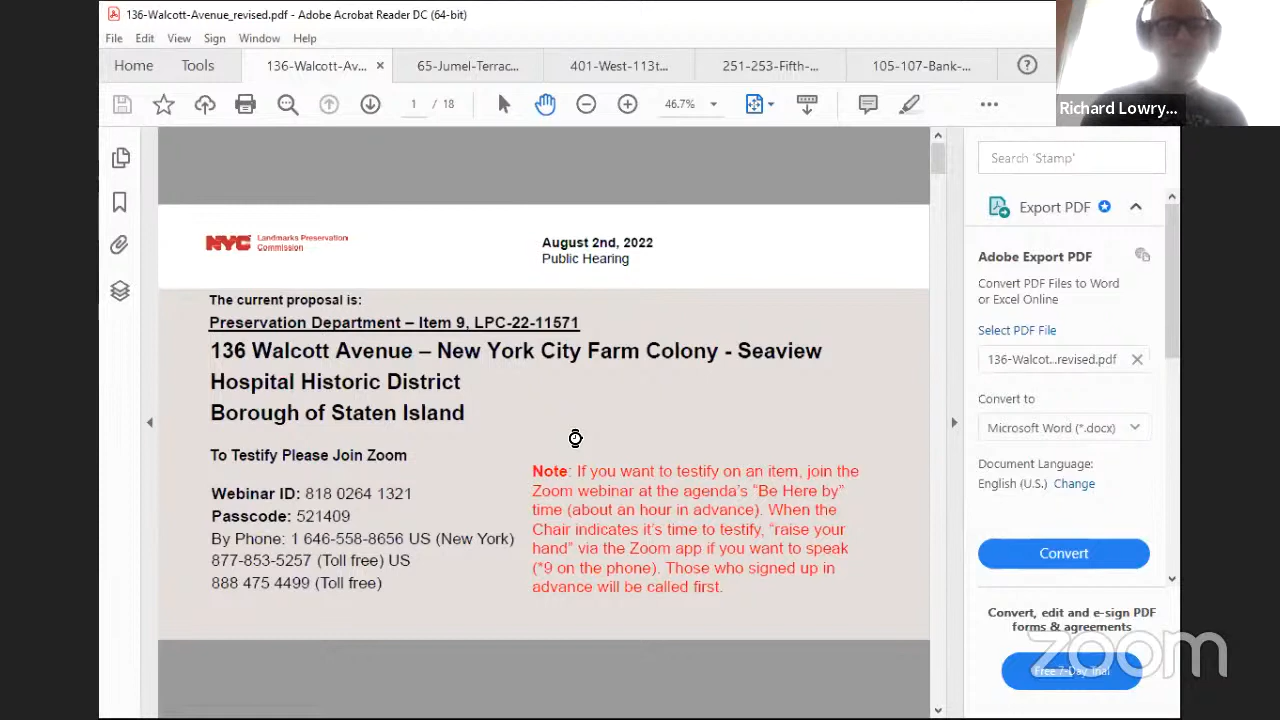 136-Walcott-Avenue_revised.pdf - Adobe Acrobat Reader DC (64-bit)
File Edit View Sign Window Help
Home Tools 136-Walcott-Av... × 65-Jumel-Terrac... 401-West-113t... 251-253-Fifth-... 105-107-Bank-...
1 / 18 46.7%
Richard Lowry...
Search 'Stamp'
Export PDF
Adobe Export PDF
Convert PDF Files to Word
or Excel Online
Select PDF File
136-Walcot...revised.pdf
Convert to
Microsoft Word (*.docx)
Document Language:
English (U.S.) Change
Convert
Convert, edit and e-sign PDF
forms & agreements
Free 7-Day Trial
zoom
NYC Landmarks Preservation
Commission
August 2nd, 2022
Public Hearing
The current proposal is:
Preservation Department – Item 9, LPC-22-11571
136 Walcott Avenue – New York City Farm Colony - Seaview
Hospital Historic District
Borough of Staten Island
To Testify Please Join Zoom
Webinar ID: 818 0264 1321
Passcode: 521409
By Phone: 1 646-558-8656 US (New York)
877-853-5257 (Toll free) US
888 475 4499 (Toll free)
Note: If you want to testify on an item, join the
Zoom webinar at the agenda's “Be Here by”
time (about an hour in advance). When the
Chair indicates it's time to testify, “raise your
hand” via the Zoom app if you want to speak
(*9 on the phone). Those who signed up in
advance will be called first.